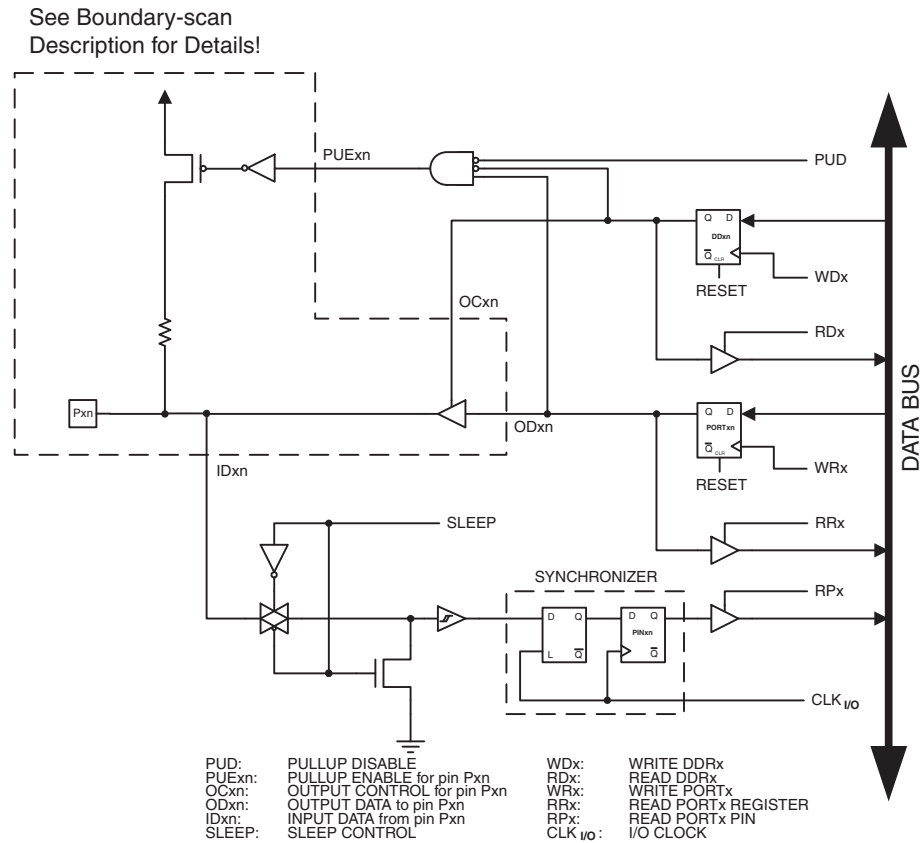 See Boundary-scan
Description for Details!
PUExn
PUD
Q D
DDxn
Q CLR
WDx
RESET
OCxn
RDx
Pxn
ODxn
Q D
PORTxn
Q CLR
WRx
RESET
DATA BUS
IDxn
SLEEP
RRx
SYNCHRONIZER
RPx
D Q
L Q
D Q
PINxn
Q
CLK I/O
PUD: PULLUP DISABLE
PUExn: PULLUP ENABLE for pin Pxn
OCxn: OUTPUT CONTROL for pin Pxn
ODxn: OUTPUT DATA to pin Pxn
IDxn: INPUT DATA from pin Pxn
SLEEP: SLEEP CONTROL
WDx: WRITE DDRx
RDx: READ DDRx
WRx: WRITE PORTx
RRx: READ PORTx REGISTER
RPx: READ PORTx PIN
CLK I/O: I/O CLOCK